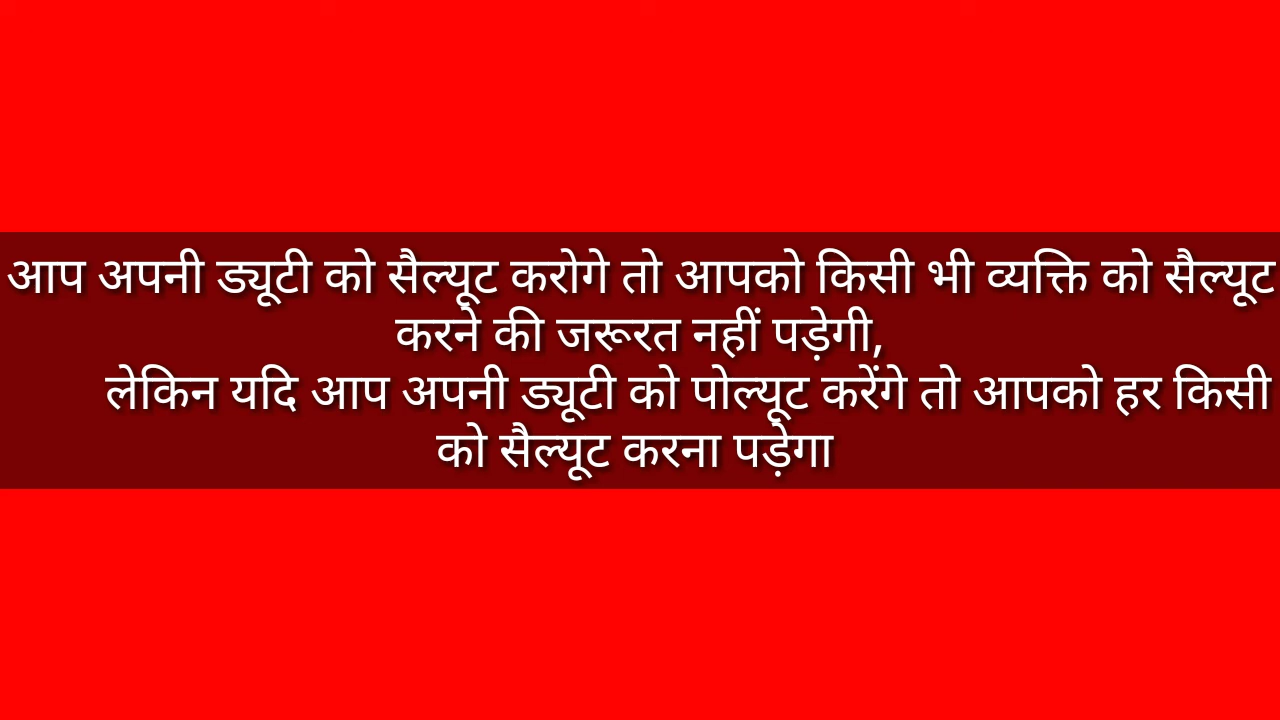 आप अपनी ड्यूटी को सैल्यूट करोगे तो आपको किसी भी व्यक्ति को सैल्यूट
करने की जरूरत नहीं पड़ेगी,
लेकिन यदि आप अपनी ड्यूटी को पोल्यूट करेंगे तो आपको हर किसी
को सैल्यूट करना पड़ेगा